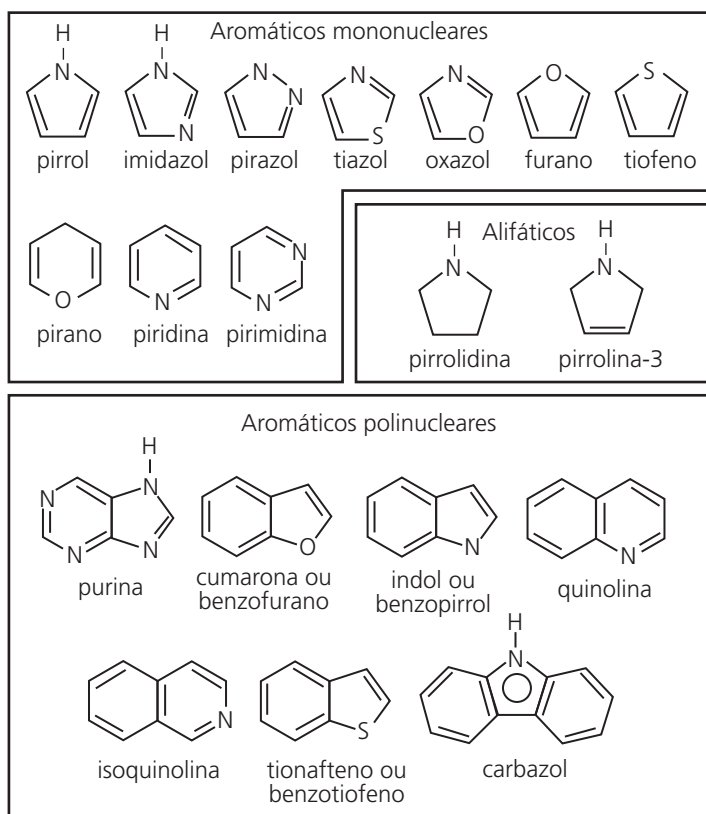 Aromáticos mononucleares
H
N
H
N
N
N
N
N
S
N
O
O
S
pirrol imidazol pirazol tiazol oxazol furano tiofeno
O
N
N
N
pirano piridina pirimidina
Alifáticos
H
N
H
N
pirrolidina pirrolina-3
Aromáticos polinucleares
N
N
H
N
N
O
N
N
purina
cumarona ou
benzofurano
indol ou
benzopirrol
quinolina
N
S
H
N
isoquinolina
tionafteno ou
benzotiofeno
carbazol